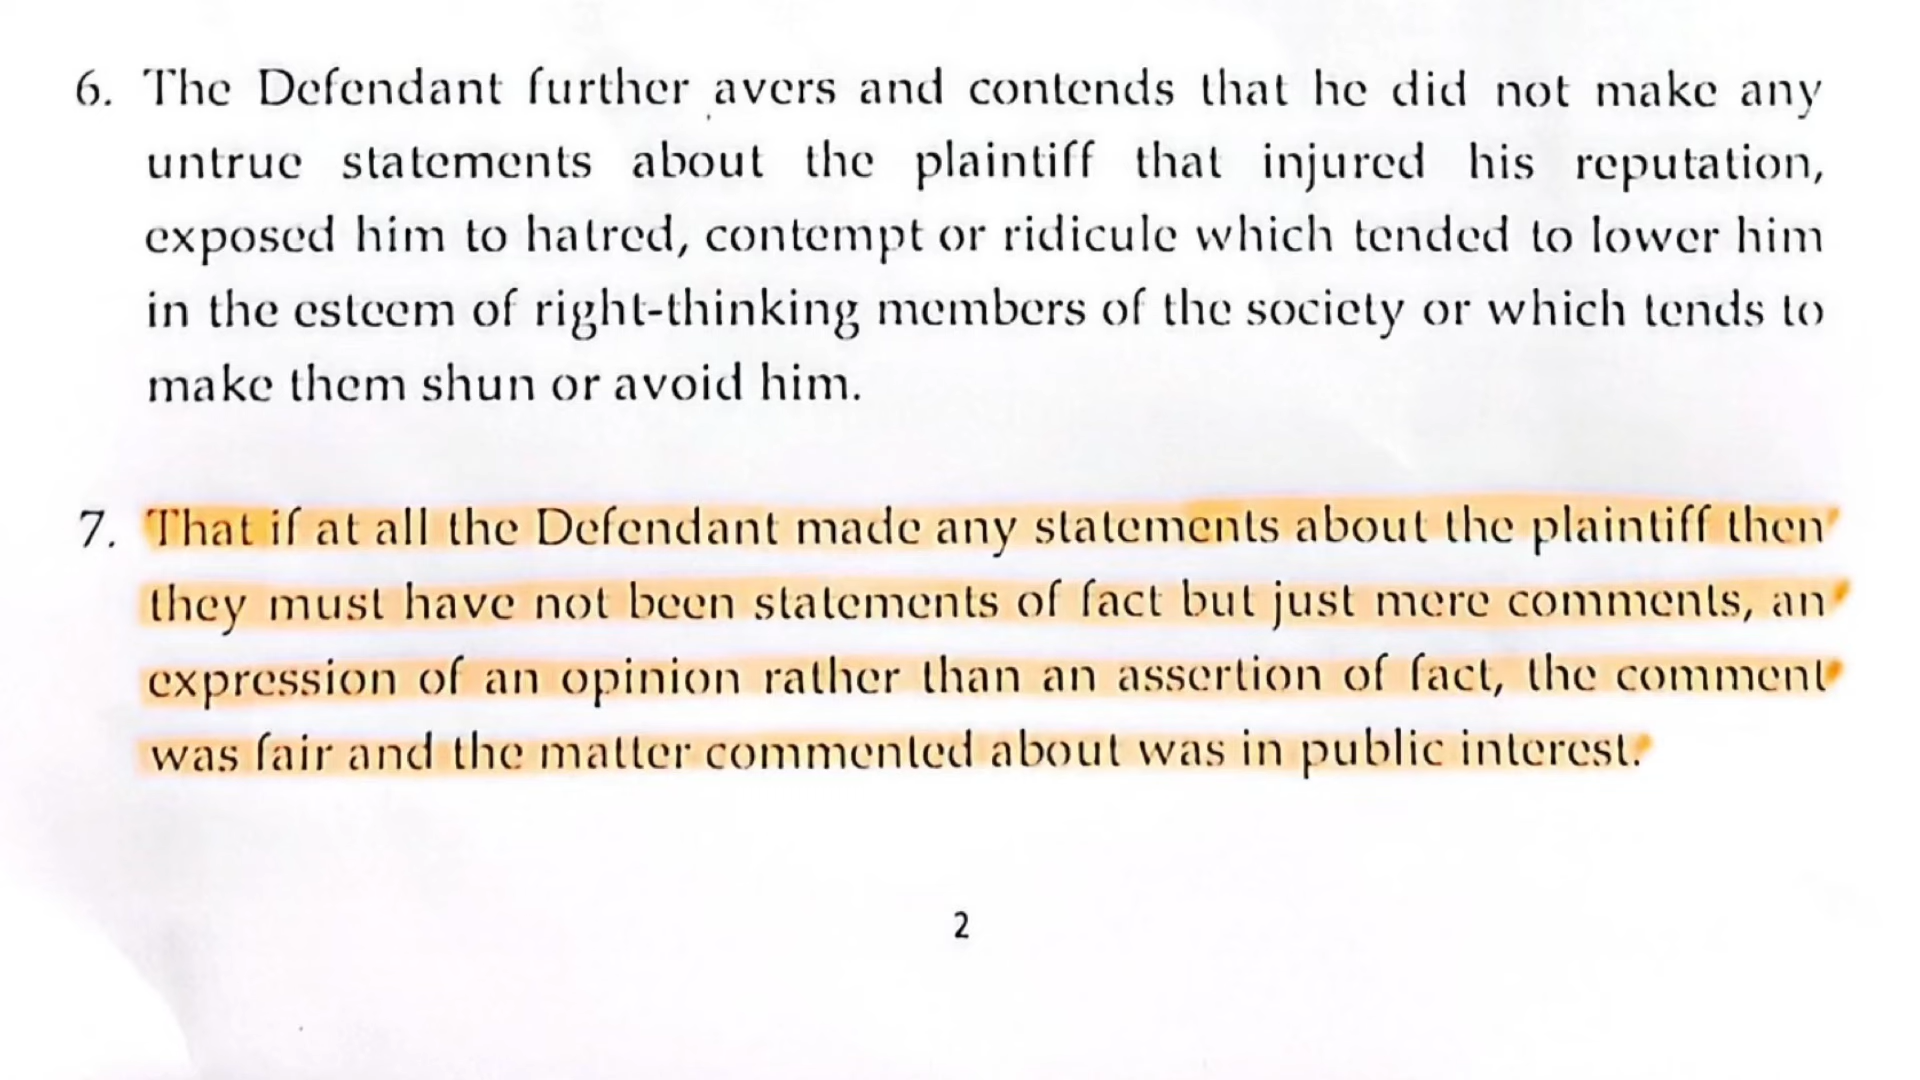 6. The Defendant further avers and contends that he did not make any
untrue statements about the plaintiff that injured his reputation,
exposed him to hatred, contempt or ridicule which tended to lower him
in the esteem of right-thinking members of the society or which tends to
make them shun or avoid him.
7. That if at all the Defendant made any statements about the plaintiff then
they must have not been statements of fact but just mere comments, an
expression of an opinion rather than an assertion of fact, the comment
was fair and the matter commented about was in public interest.
2